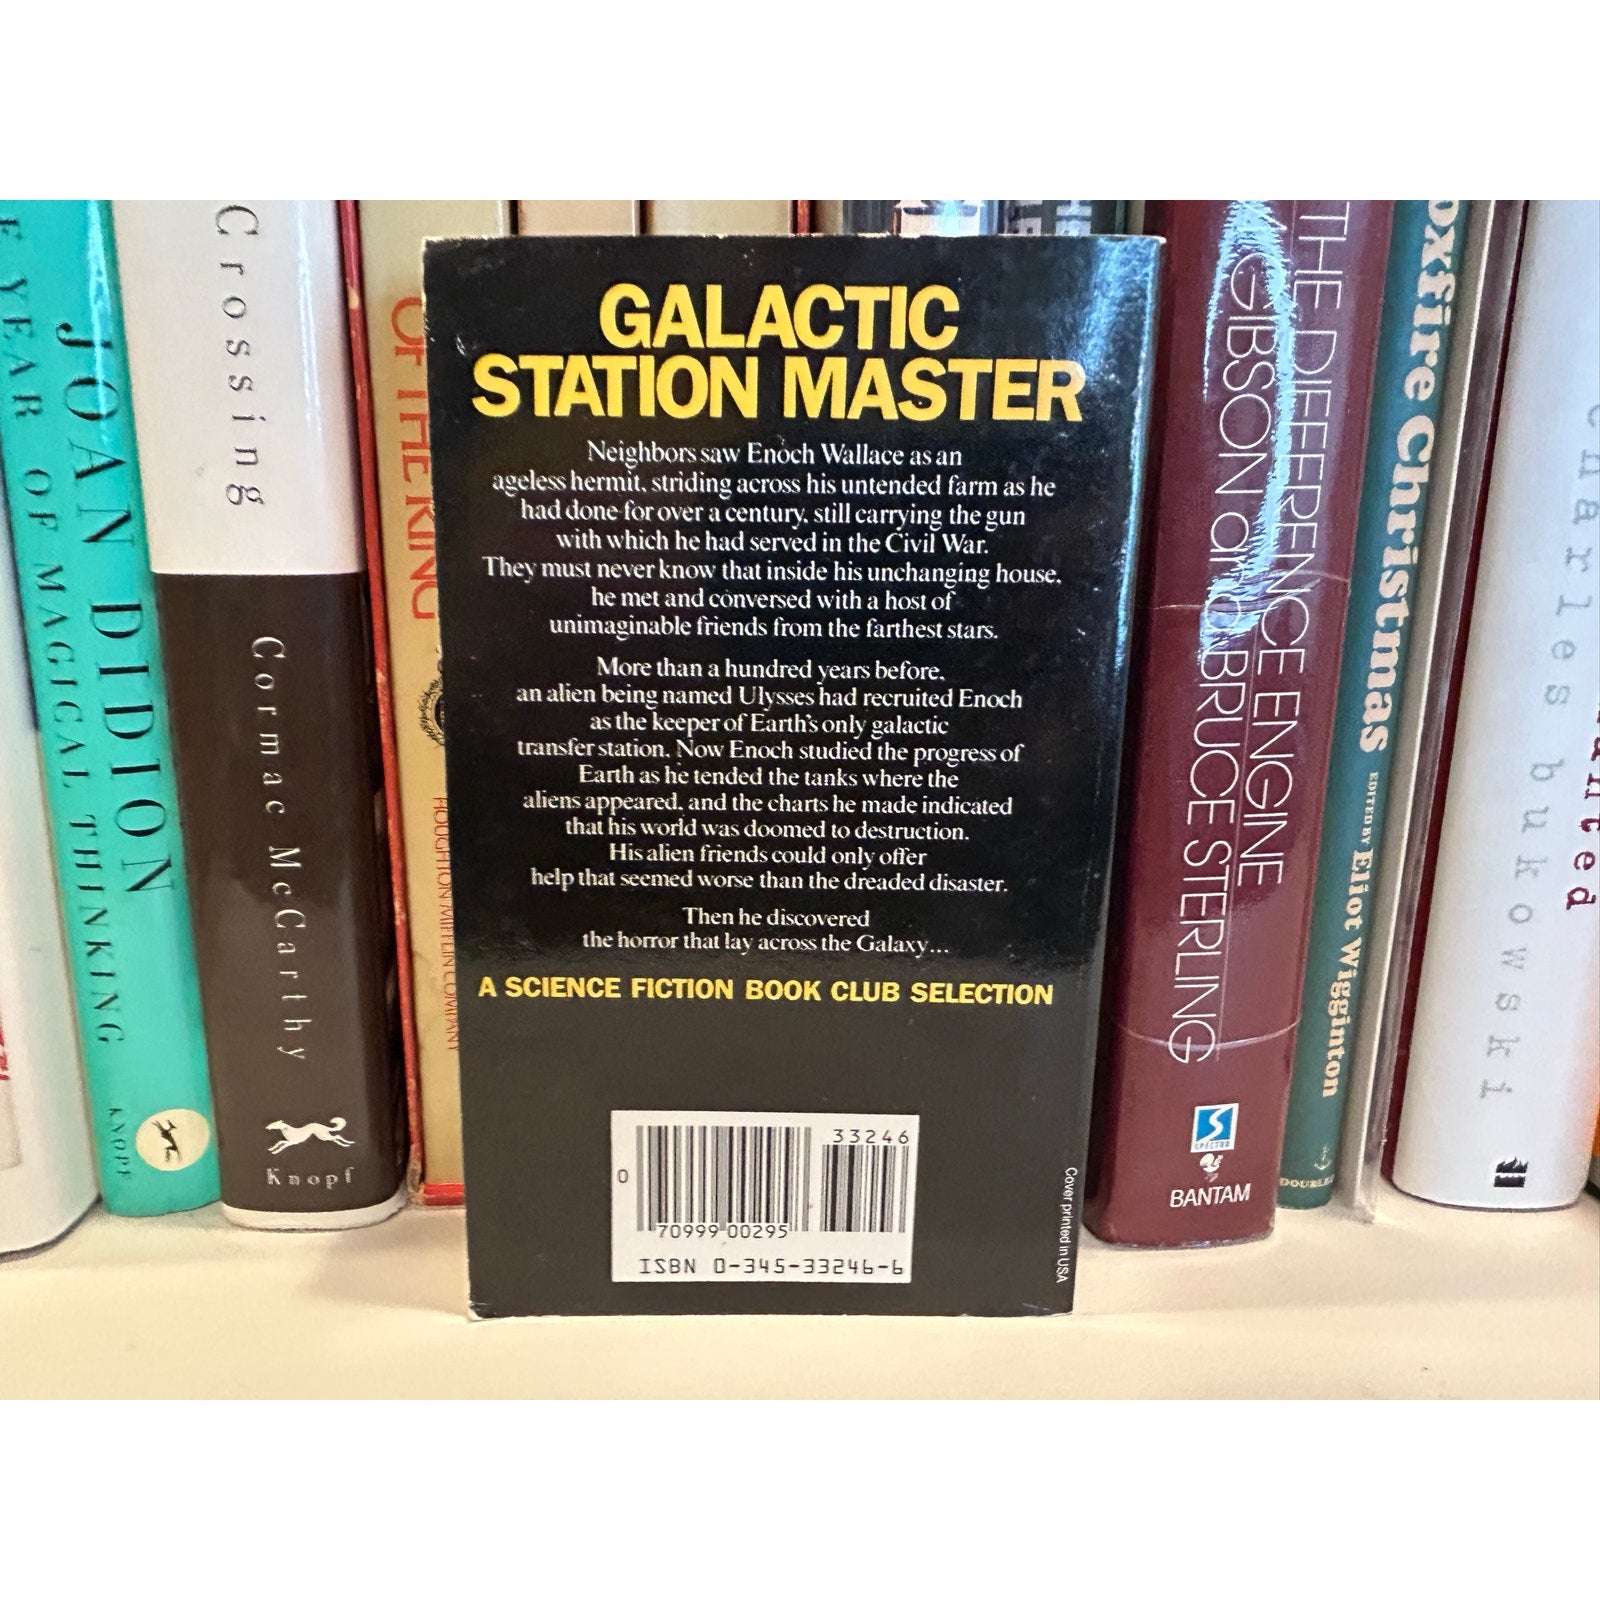 GALACTIC
STATION MASTER
Neighbors saw Enoch Wallace as an
ageless hermit, striding across his untended farm as he
had done for over a century, still carrying the gun
with which he had served in the Civil War.
They must never know that inside his unchanging house,
he met and conversed with a host of
unimaginable friends from the farthest stars.
More than a hundred years before,
an alien being named Ulysses had recruited Enoch
as the keeper of Earth's only galactic
transfer station. Now Enoch studied the progress of
Earth as he tended the tanks where the
aliens appeared, and the charts he made indicated
that his world was doomed to destruction.
His alien friends could only offer
help that seemed worse than the dreaded disaster.
Then he discovered
the horror that lay across the Galaxy...
A SCIENCE FICTION BOOK CLUB SELECTION
33246
0
70999 00295
ISBN 0-345-33246-6
Cover printed in USA
YEAR OF MAGICAL THINKING
JOAN DIDION
KNOPF
Crossing
Cormac McCarthy
Knopf
OF THE KING
HOUGHTON MIFFLIN COMPANY
THE DIFFERENCE ENGINE
GIBSON and BRUCE STERLING
SPECTRA
BANTAM
oxfire Christmas
EDITED BY Eliot Wigginton
charles bukowski